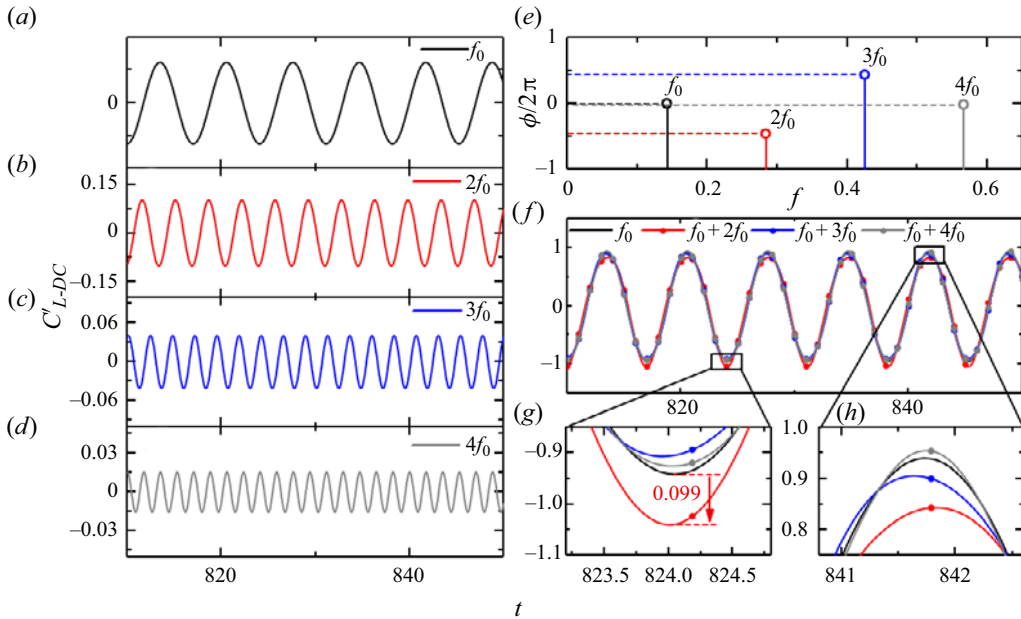 (a)
f₀
0
(b)
0.15
2f₀
0
−0.15
(c)
C′L-DC
0.06
3f₀
0
−0.06
(d)
0.03
4f₀
0
−0.03
820
840
(e)
1
3f₀
f₀
4f₀
ϕ/2π
0
2f₀
−1
0
0.2
0.4
0.6
f
(f)
f₀
f₀ + 2f₀
f₀ + 3f₀
f₀ + 4f₀
1
0
−1
820
840
(g)
−0.9
0.099
−1.0
−1.1
823.5
824.0
824.5
(h)
1.0
0.9
0.8
841
842
t